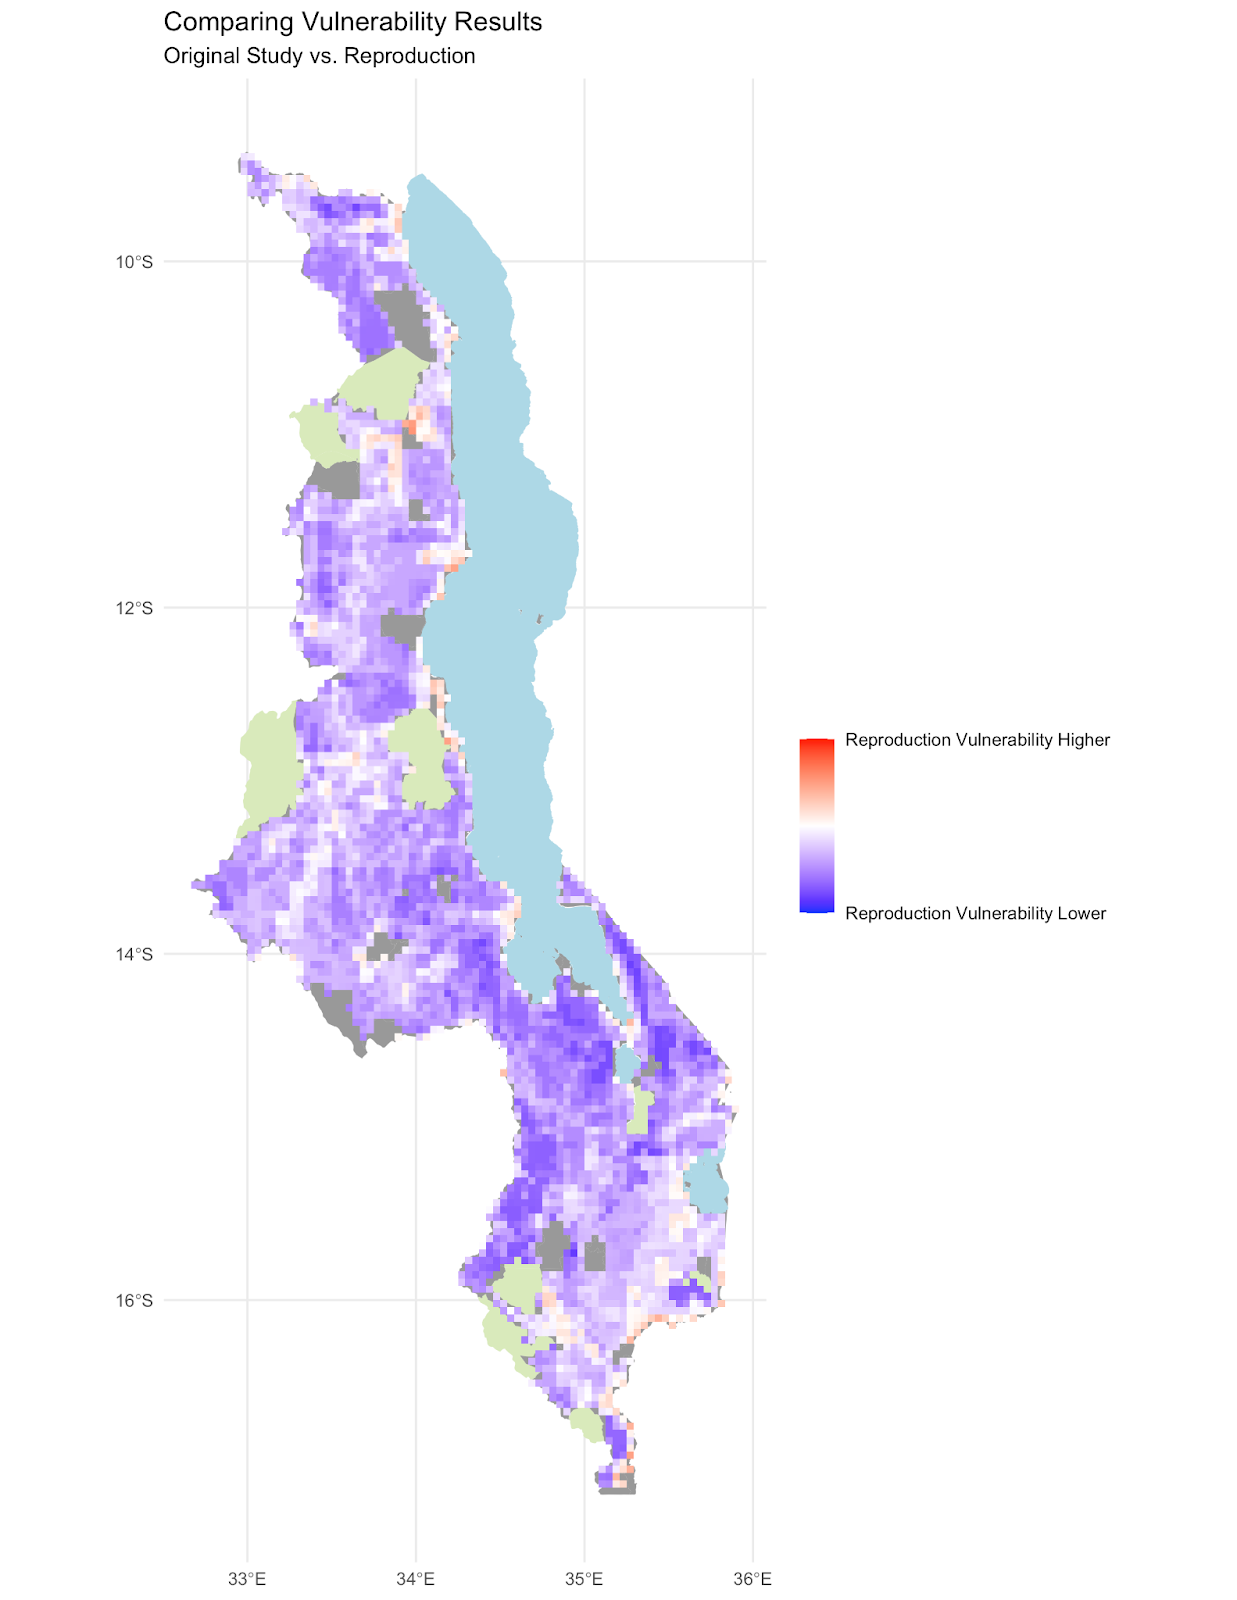 Comparing Vulnerability Results
Original Study vs. Reproduction
10°S
12°S
14°S
16°S
33°E
34°E
35°E
36°E
Reproduction Vulnerability Higher
Reproduction Vulnerability Lower